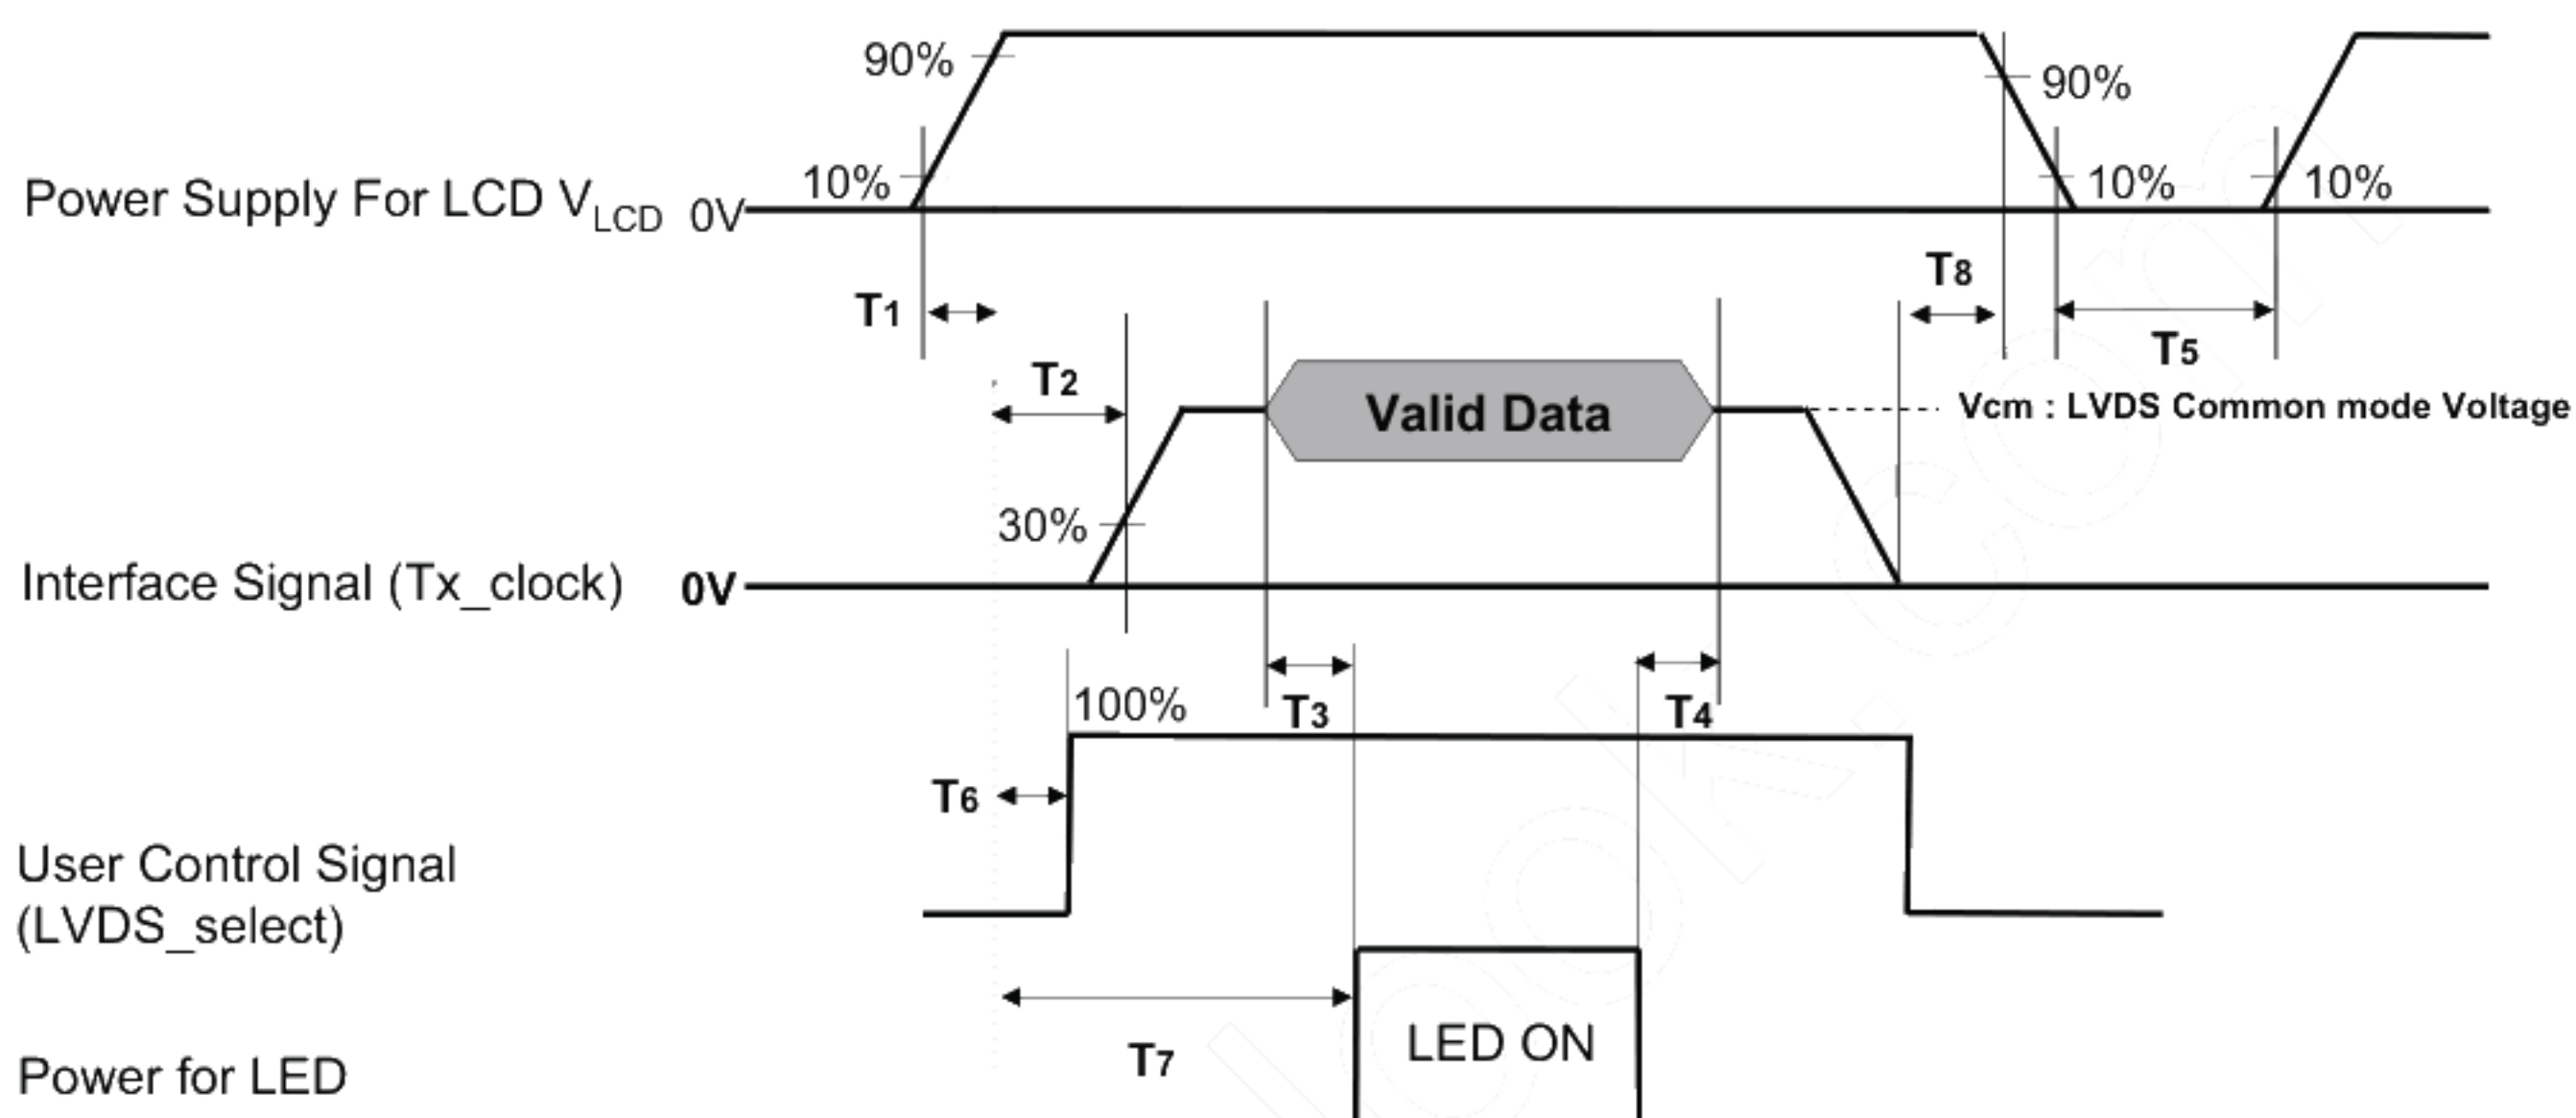 90%
90%
Power Supply For LCD VLCD 0V
10%
10%
10%
T8
T1
T5
T2
Valid Data
Vcm : LVDS Common mode Voltage
30%
Interface Signal (Tx_clock) 0V
100%
T3
T4
T6
User Control Signal
(LVDS_select)
LED ON
T7
Power for LED